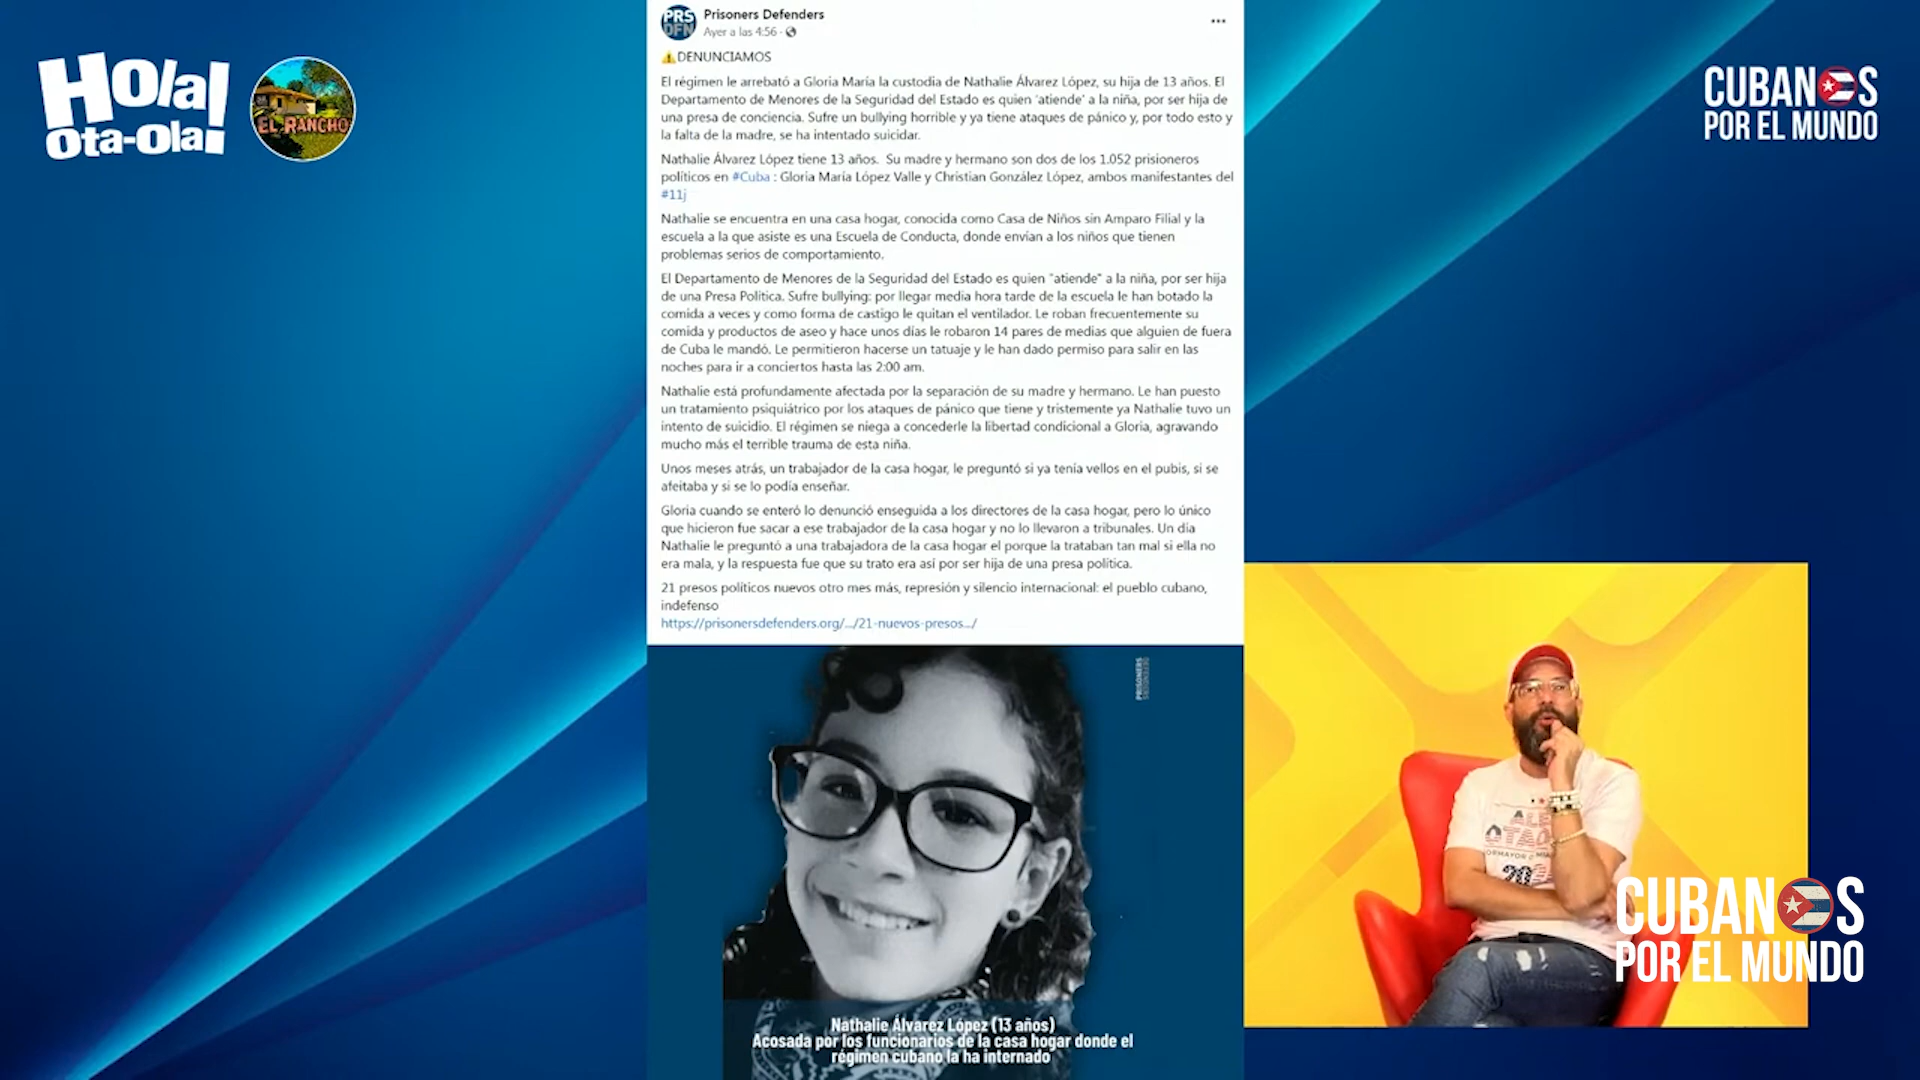 Hola!
Ota-Ola!
EL RANCHO
CUBANOS
POR EL MUNDO
PRS
DFN
Prisoners Defenders
Ayer a las 4:56 ·
⚠DENUNCIAMOS
El régimen le arrebató a Gloria María la custodia de Nathalie Álvarez López, su hija de 13 años. El
Departamento de Menores de la Seguridad del Estado es quien 'atiende' a la niña, por ser hija de
una presa de conciencia. Sufre un bullying horrible y ya tiene ataques de pánico y, por todo esto y
la falta de la madre, se ha intentado suicidar.
Nathalie Álvarez López tiene 13 años. Su madre y hermano son dos de los 1.052 prisioneros
políticos en #Cuba : Gloria María López Valle y Christian González López, ambos manifestantes del
#11j
Nathalie se encuentra en una casa hogar, conocida como Casa de Niños sin Amparo Filial y la
escuela a la que asiste es una Escuela de Conducta, donde envían a los niños que tienen
problemas serios de comportamiento.
El Departamento de Menores de la Seguridad del Estado es quien "atiende" a la niña, por ser hija
de una Presa Política. Sufre bullying: por llegar media hora tarde de la escuela le han botado la
comida a veces y como forma de castigo le quitan el ventilador. Le roban frecuentemente su
comida y productos de aseo y hace unos días le robaron 14 pares de medias que alguien de fuera
de Cuba le mandó. Le permitieron hacerse un tatuaje y le han dado permiso para salir en las
noches para ir a conciertos hasta las 2:00 am.
Nathalie está profundamente afectada por la separación de su madre y hermano. Le han puesto
un tratamiento psiquiátrico por los ataques de pánico que tiene y tristemente ya Nathalie tuvo un
intento de suicidio. El régimen se niega a concederle la libertad condicional a Gloria, agravando
mucho más el terrible trauma de esta niña.
Unos meses atrás, un trabajador de la casa hogar, le preguntó si ya tenía vellos en el pubis, si se
afeitaba y si se lo podía enseñar.
Gloria cuando se enteró lo denunció enseguida a los directores de la casa hogar, pero lo único
que hicieron fue sacar a ese trabajador de la casa hogar y no lo llevaron a tribunales. Un día
Nathalie le preguntó a una trabajadora de la casa hogar el porque la trataban tan mal si ella no
era mala, y la respuesta fue que su trato era así por ser hija de una presa política.
21 presos políticos nuevos otro mes más, represión y silencio internacional: el pueblo cubano,
indefenso
https://prisonersdefenders.org/.../21-nuevos-presos.../
PRISONERS
DEFENDERS
Nathalie Álvarez López (13 años)
Acosada por los funcionarios de la casa hogar donde el
régimen cubano la ha internado
CUBANOS
POR EL MUNDO